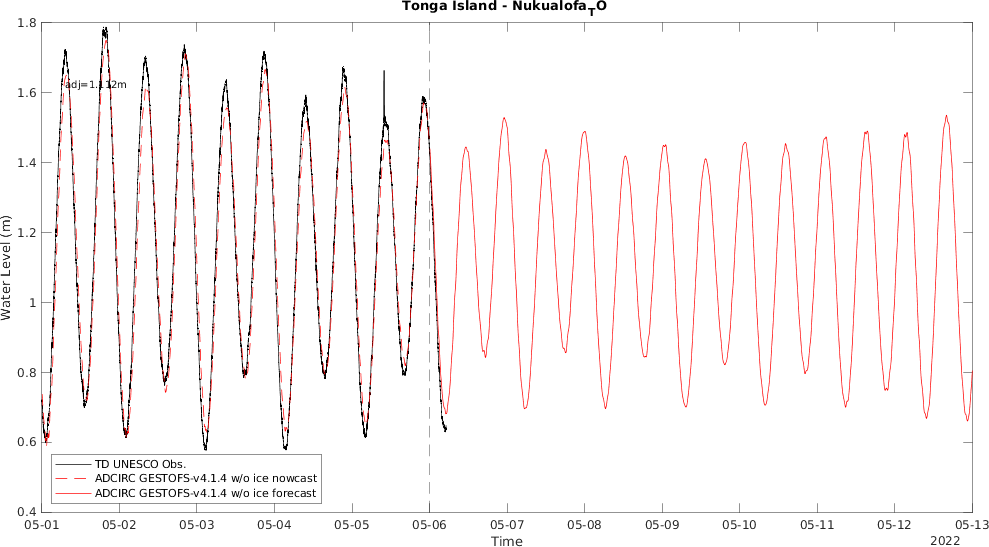 Tonga Island - Nukualofa_TO
1.8
adj=1.112m
1.6
1.4
1.2
1
0.8
0.6
0.4
Water Level (m)
TD UNESCO Obs.
ADCIRC GESTOFS-v4.1.4 w/o ice nowcast
ADCIRC GESTOFS-v4.1.4 w/o ice forecast
05-01 05-02 05-03 05-04 05-05 05-06 05-07 05-08 05-09 05-10 05-11 05-12 05-13
Time
2022